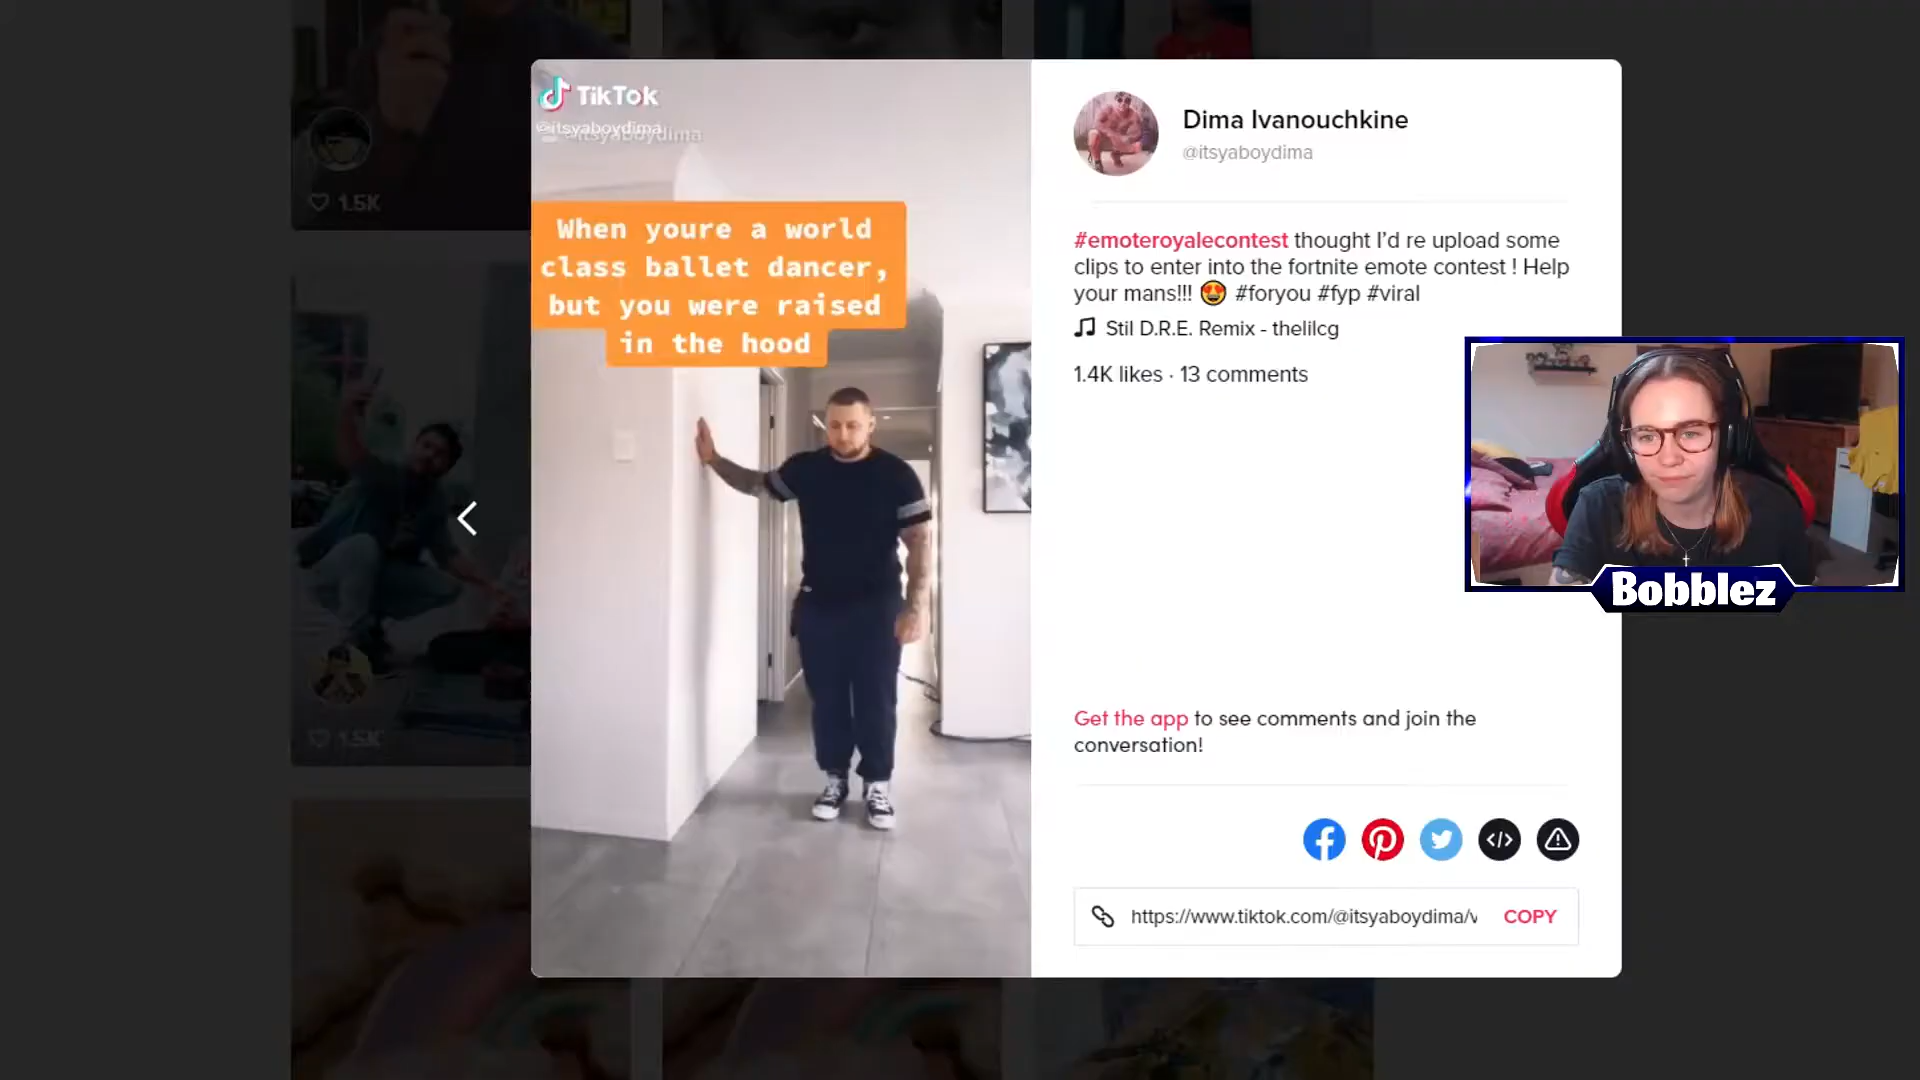 TikTok
@itsyaboydima
@itsyaboydima
When youre a world
class ballet dancer,
but you were raised
in the hood
1.5K
1.5K
Dima Ivanouchkine
@itsyaboydima
#emoteroyalecontest thought I’d re upload some
clips to enter into the fortnite emote contest ! Help
your mans!!! 😍 #foryou #fyp #viral
Stil D.R.E. Remix - thelilcg
1.4K likes · 13 comments
Bobblez
Get the app to see comments and join the
conversation!
https://www.tiktok.com/@itsyaboydima/v
COPY